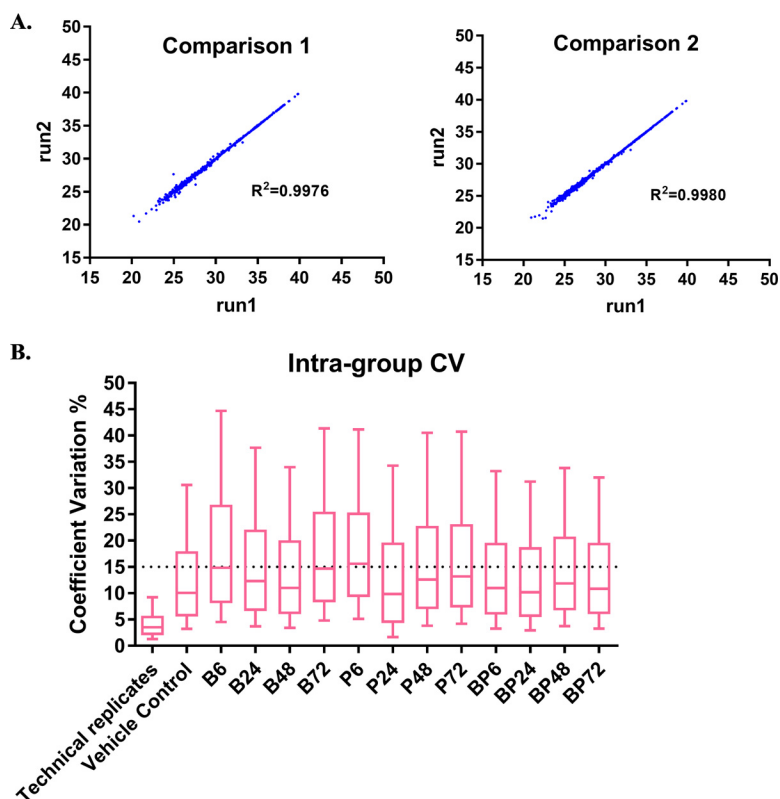 A.
Comparison 1
run2
50
45
40
35
30
25
20
15
R²=0.9976
15 20 25 30 35 40 45 50
run1
Comparison 2
run2
50
45
40
35
30
25
20
15
R²=0.9980
15 20 25 30 35 40 45 50
run1
B.
Intra-group CV
Coefficient Variation %
50
45
40
35
30
25
20
15
10
5
0
Technical replicates
Vehicle Control
B6
B24
B48
B72
P6
P24
P48
P72
BP6
BP24
BP48
BP72